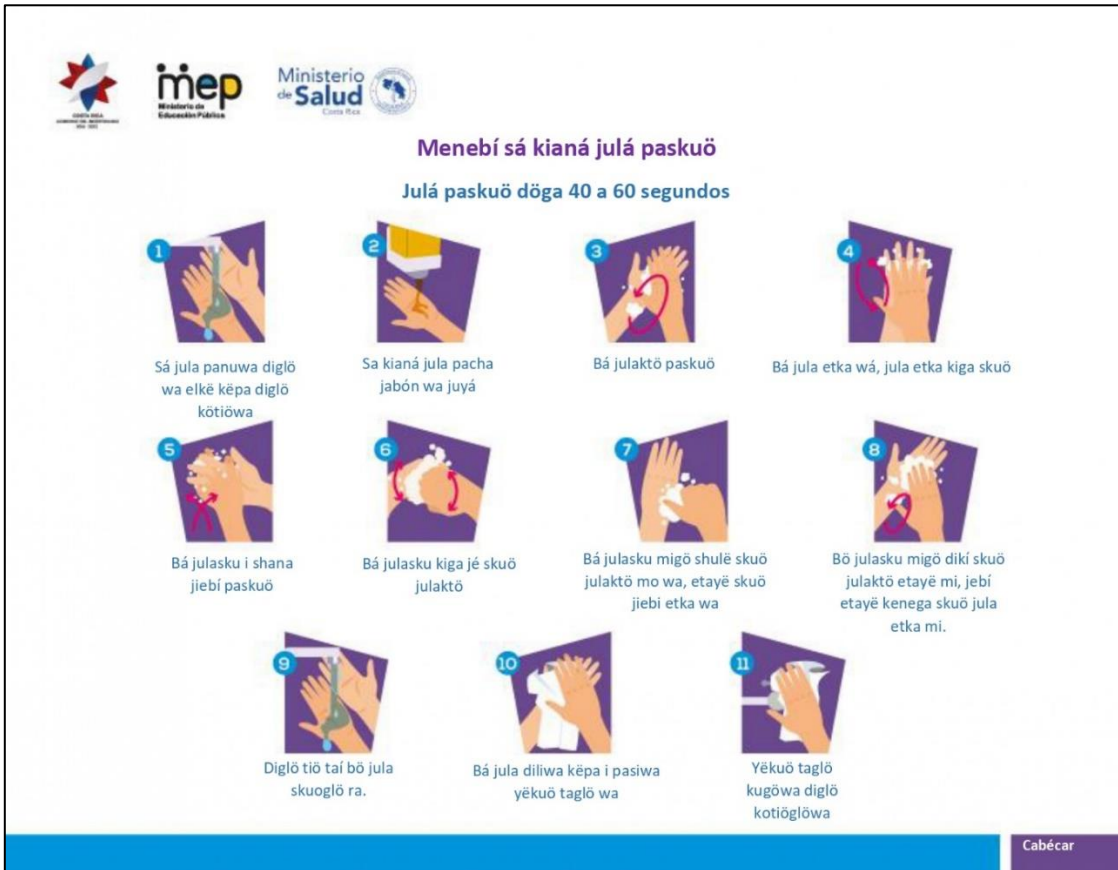 mep
Ministerio de
Educación Pública
Ministerio
de Salud
Costa Rica
COSTA RICA
Menebí sá kianá julá paskuö
Julá paskuö döga 40 a 60 segundos
1
Sá jula panuwa diglö
wa elkë këpa diglö
kötiöwa
2
Sa kianá jula pacha
jabón wa juyá
3
Bá julaktö paskuö
4
Bá jula etka wá, jula etka kiga skuö
5
Bá julasku i shana
jiebí paskuö
6
Bá julasku kiga jé skuö
julaktö
7
Bá julasku migö shulë skuö
julaktö mo wa, etayë skuö
jiebi etka wa
8
Bö julasku migö dikí skuö
julaktö etayë mi, jebí
etayë kenega skuö jula
etka mi.
9
Diglö tiö taí bö jula
skuoglö ra.
10
Bá jula diliwa këpa i pasiwa
yëkuö taglö wa
11
Yëkuö taglö
kugöwa diglö
kotiöglöwa
Cabécar